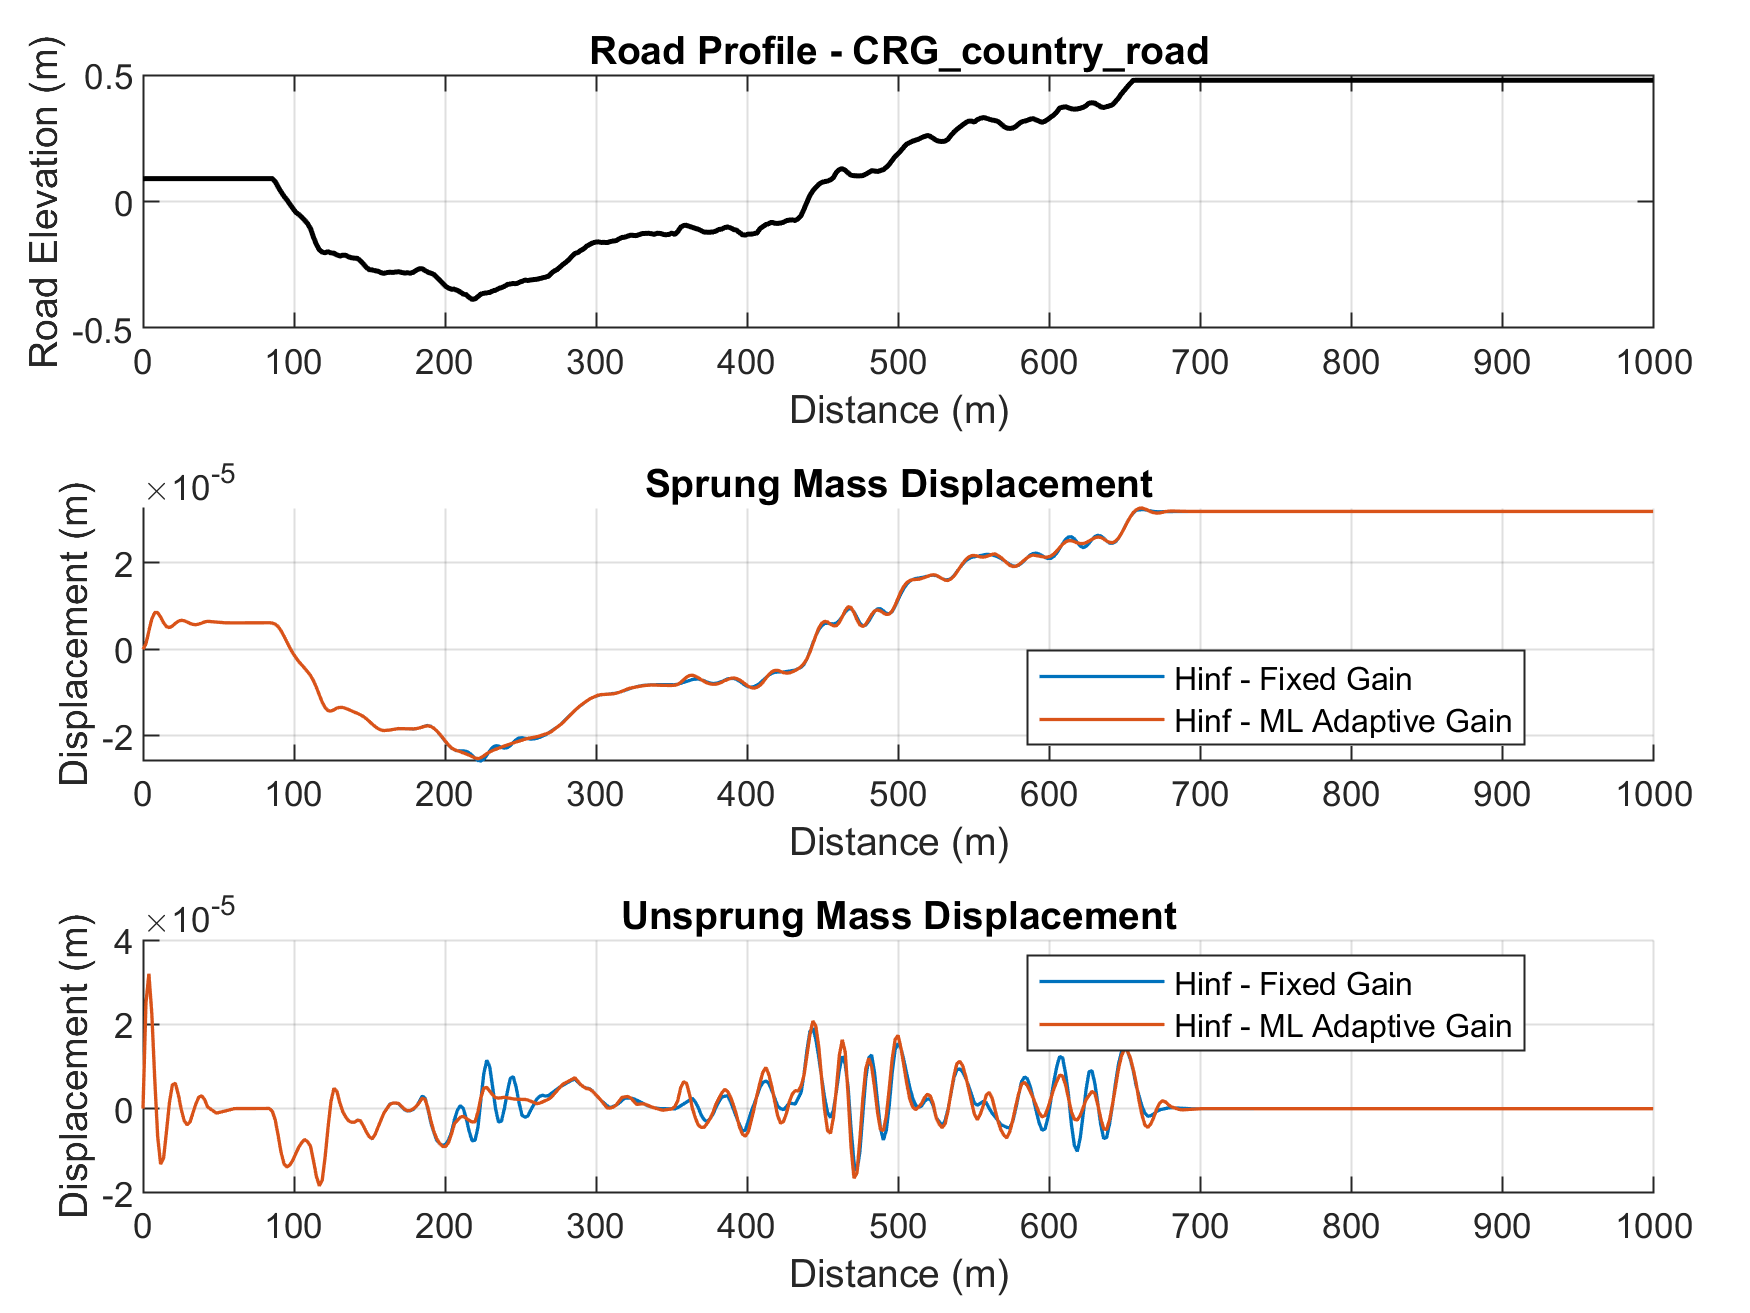 Road Profile - CRG_country_road
Road Elevation (m)
0.5
0
-0.5
0 100 200 300 400 500 600 700 800 900 1000
Distance (m)
Sprung Mass Displacement
×10-5
Displacement (m)
2
0
-2
Hinf - Fixed Gain
Hinf - ML Adaptive Gain
0 100 200 300 400 500 600 700 800 900 1000
Distance (m)
Unsprung Mass Displacement
×10-5
Displacement (m)
4
2
0
-2
Hinf - Fixed Gain
Hinf - ML Adaptive Gain
0 100 200 300 400 500 600 700 800 900 1000
Distance (m)